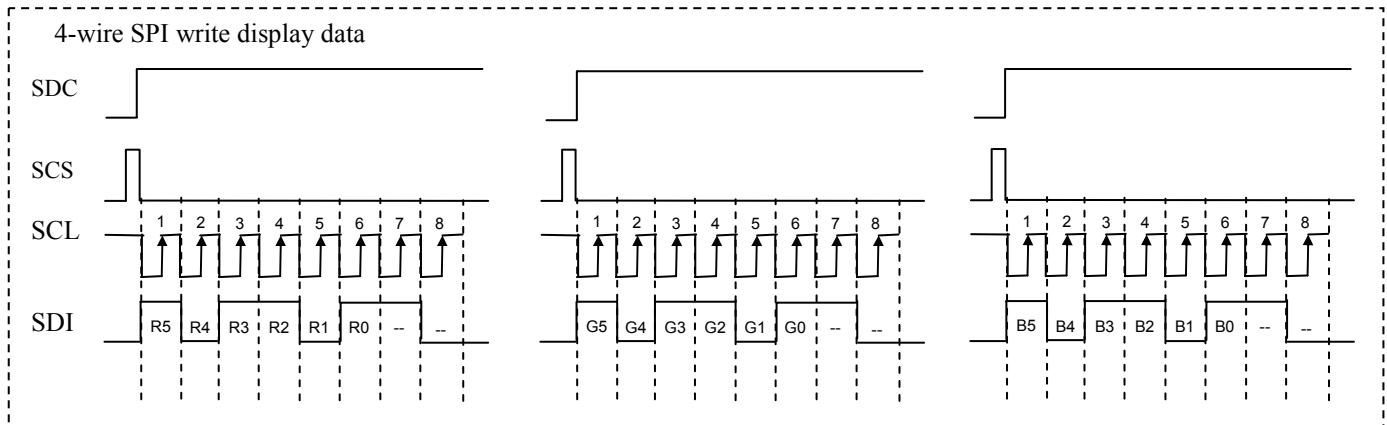 4-wire SPI write display data
SDC
SCS
SCL 1 2 3 4 5 6 7 8 1 2 3 4 5 6 7 8 1 2 3 4 5 6 7 8
SDI R5 R4 R3 R2 R1 R0 -- -- G5 G4 G3 G2 G1 G0 -- -- B5 B4 B3 B2 B1 B0 -- --